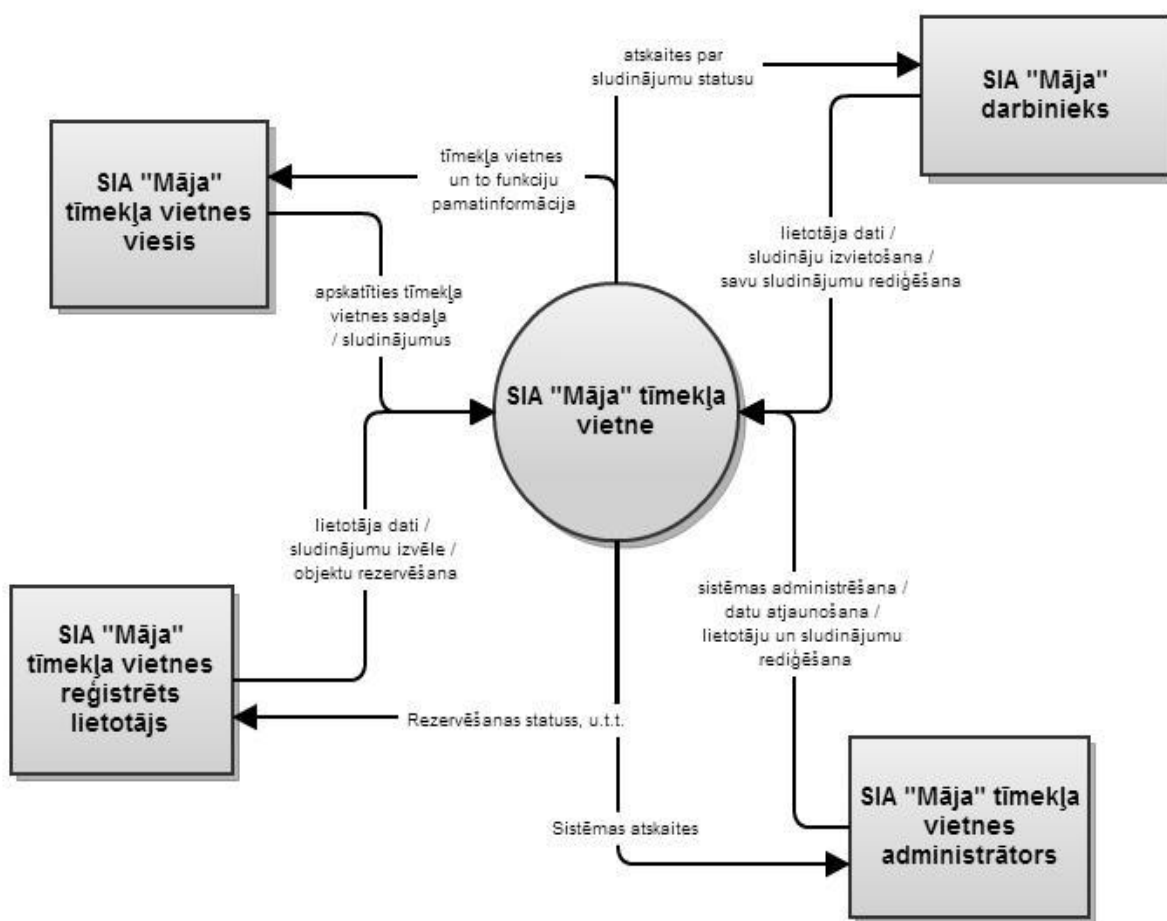 atskaites par
sludinājumu statusu
SIA "Māja"
darbinieks
SIA "Māja"
tīmekļa vietnes
viesis
tīmekļa vietnes
un to funkciju
pamatinformācija
lietotāja dati /
sludināju izvietošana /
savu sludinājumu rediģēšana
apskatīties tīmekļa
vietnes sadaļa
/ sludinājumus
SIA "Māja" tīmekļa
vietne
lietotāja dati /
sludinājumu izvēle /
objektu rezervēšana
sistēmas administrēšana /
datu atjaunošana /
lietotāju un sludinājumu
rediģēšana
SIA "Māja"
tīmekļa vietnes
reģistrēts
lietotājs
Rezervēšanas statuss, u.t.t.
Sistēmas atskaites
SIA "Māja" tīmekļa
vietnes
administrātors